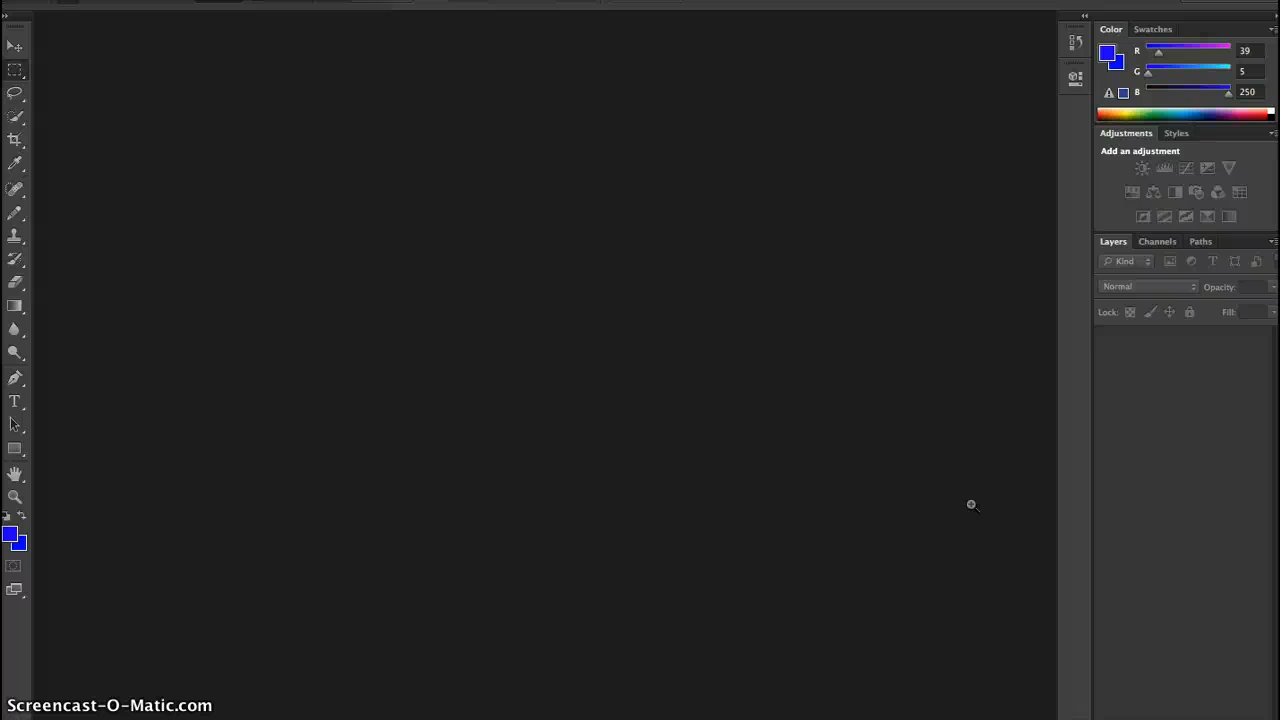 Color Swatches
R 39
G 5
B 250
Adjustments Styles
Add an adjustment
Layers Channels Paths
Kind T
Normal Opacity:
Lock: Fill:
T
Screencast-O-Matic.com